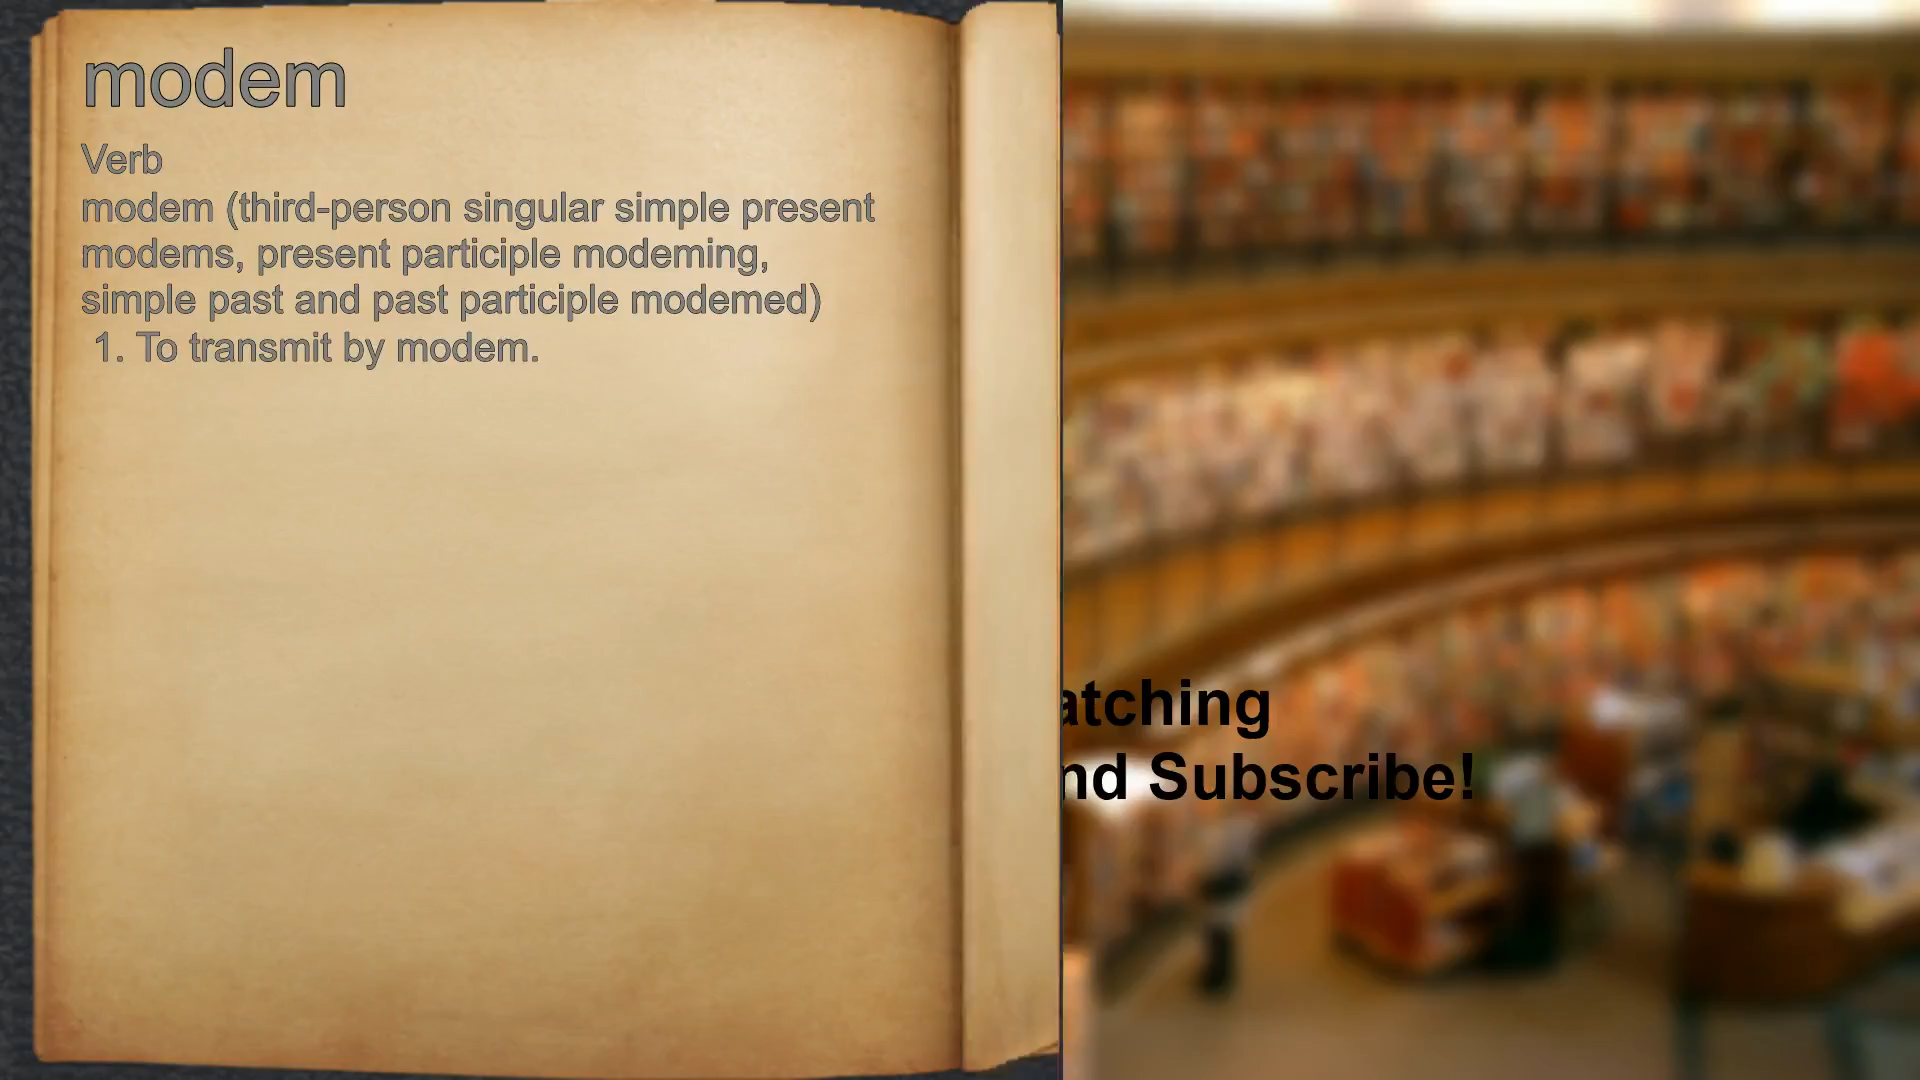 modem
Verb
modem (third-person singular simple present
modems, present participle modeming,
simple past and past participle modemed)
1. To transmit by modem.
atching
nd Subscribe!